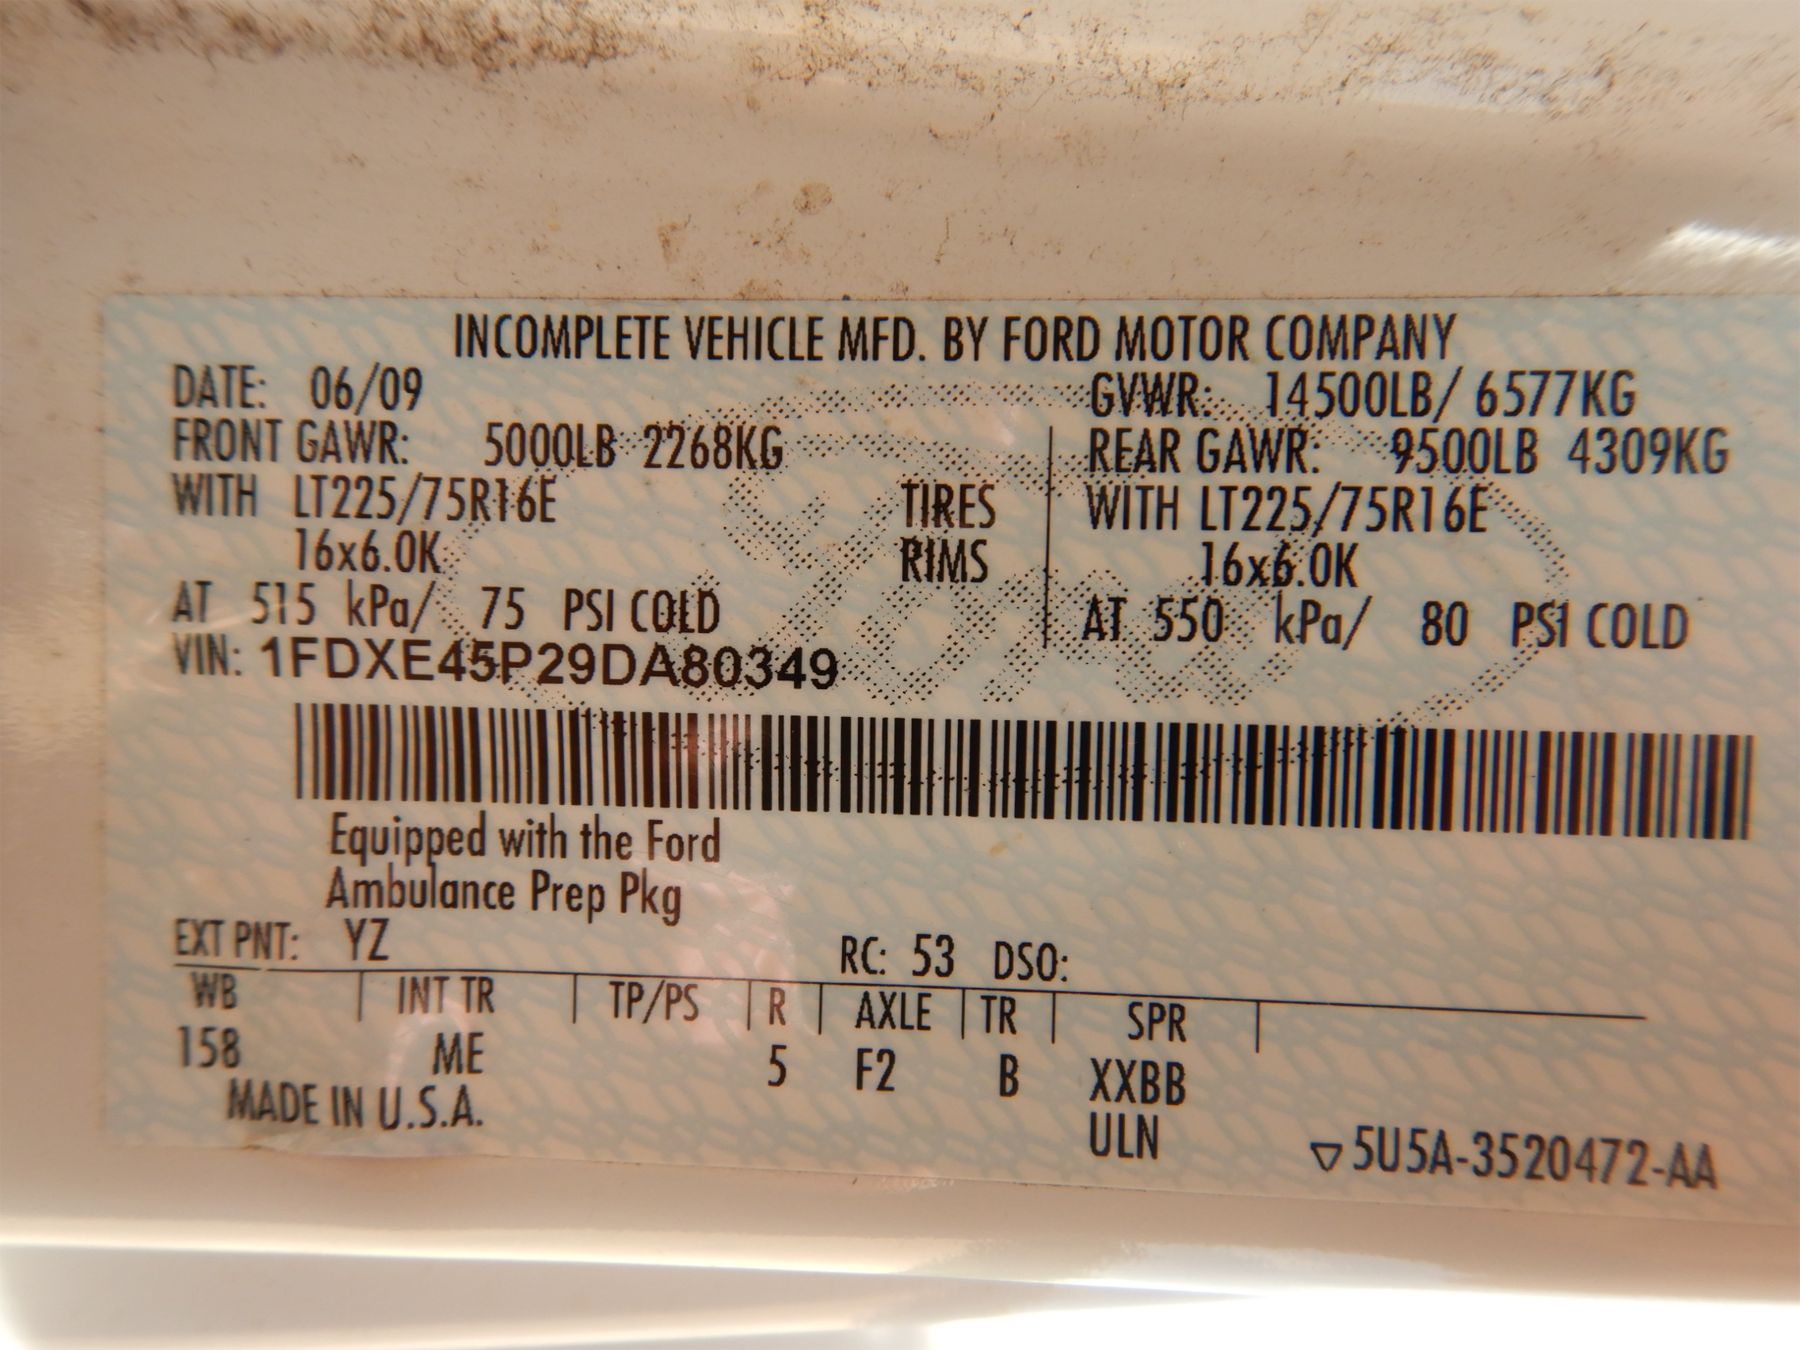 INCOMPLETE VEHICLE MFD. BY FORD MOTOR COMPANY
DATE: 06/09 GVWR: 14500LB/ 6577KG
FRONT GAWR: 5000LB 2268KG REAR GAWR: 9500LB 4309KG
WITH LT225/75R16E TIRES WITH LT225/75R16E
16x6.0K RIMS 16x6.0K
AT 515 kPa/ 75 PSI COLD AT 550 kPa/ 80 PSI COLD
VIN: 1FDXE45P29DA80349
Equipped with the Ford
Ambulance Prep Pkg
EXT PNT: YZ RC: 53 DSO:
WB INT TR TP/PS R AXLE TR SPR
158 ME 5 F2 B XXBB
MADE IN U.S.A. ULN
▽5U5A-3520472-AA
Ford